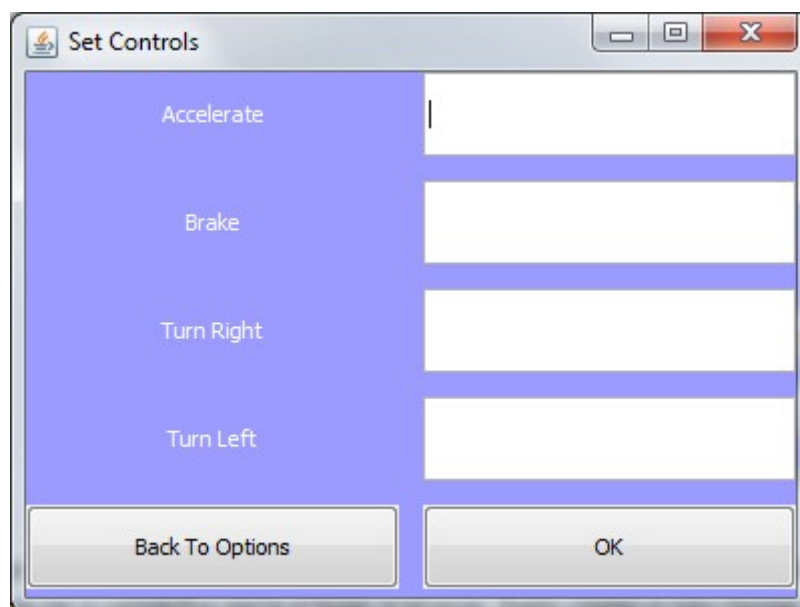 Set Controls
Accelerate
Brake
Turn Right
Turn Left
Back To Options
OK